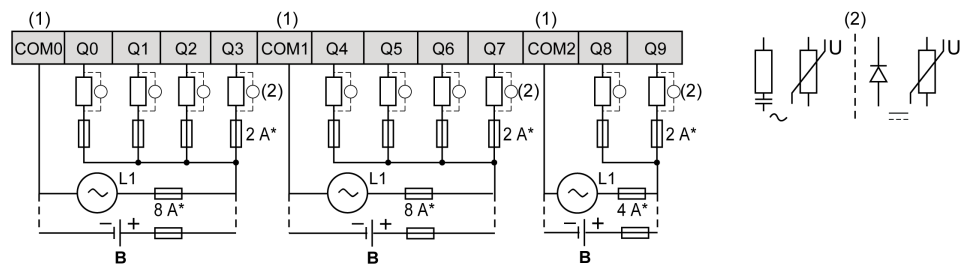 (1) (1) (1) (2)
COM0 Q0 Q1 Q2 Q3 COM1 Q4 Q5 Q6 Q7 COM2 Q8 Q9
U U
(2) (2) (2)
2 A* 2 A* 2 A*
L1 L1 L1
8 A* 8 A* 4 A*
− + − + − +
B B B